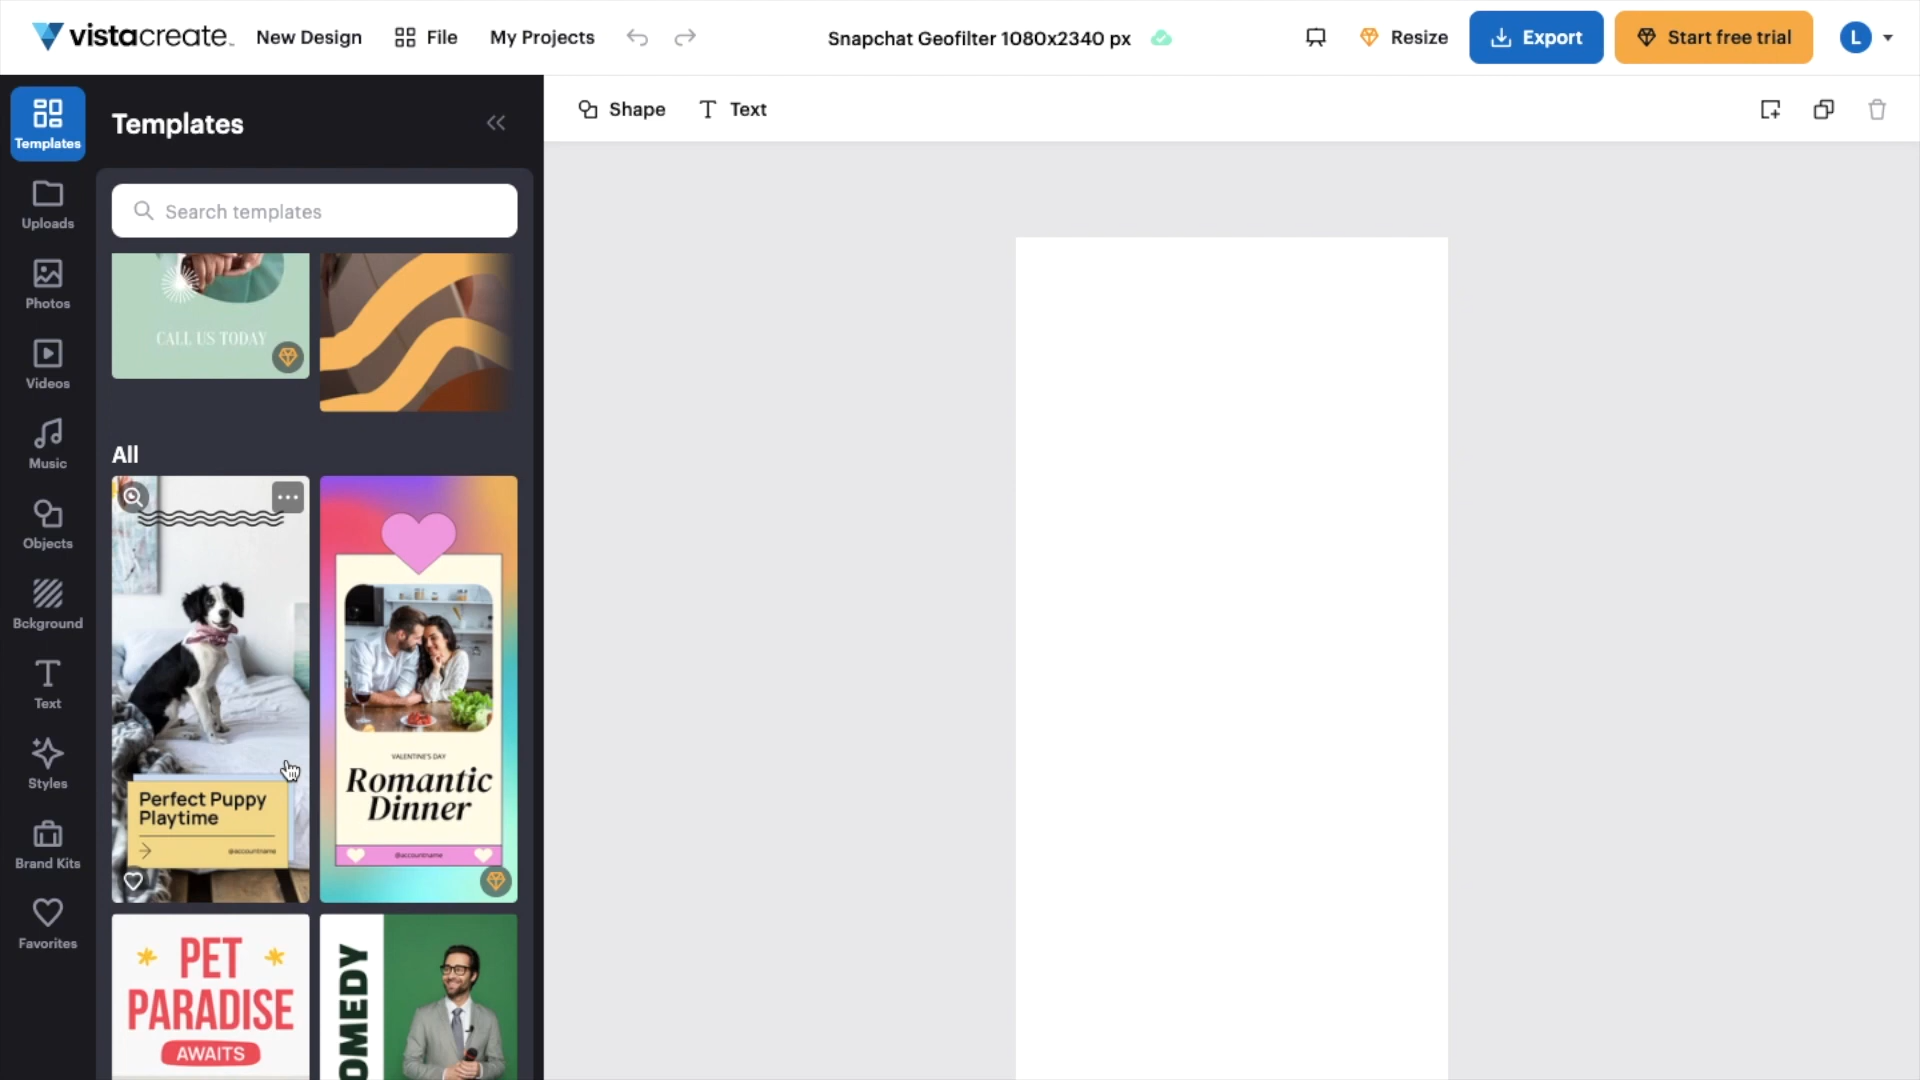 vistacreate
New Design
File
My Projects
Snapchat Geofilter 1080x2340 px
Resize
Export
Start free trial
L
Templates
Uploads
Photos
Videos
Music
Objects
Bckground
Text
Styles
Brand Kits
Favorites
Templates
Search templates
CALL US TODAY
All
Perfect Puppy
Playtime
@accountname
VALENTINE'S DAY
Romantic
Dinner
@accountname
PET
PARADISE
AWAITS
OMEDY
Shape
Text